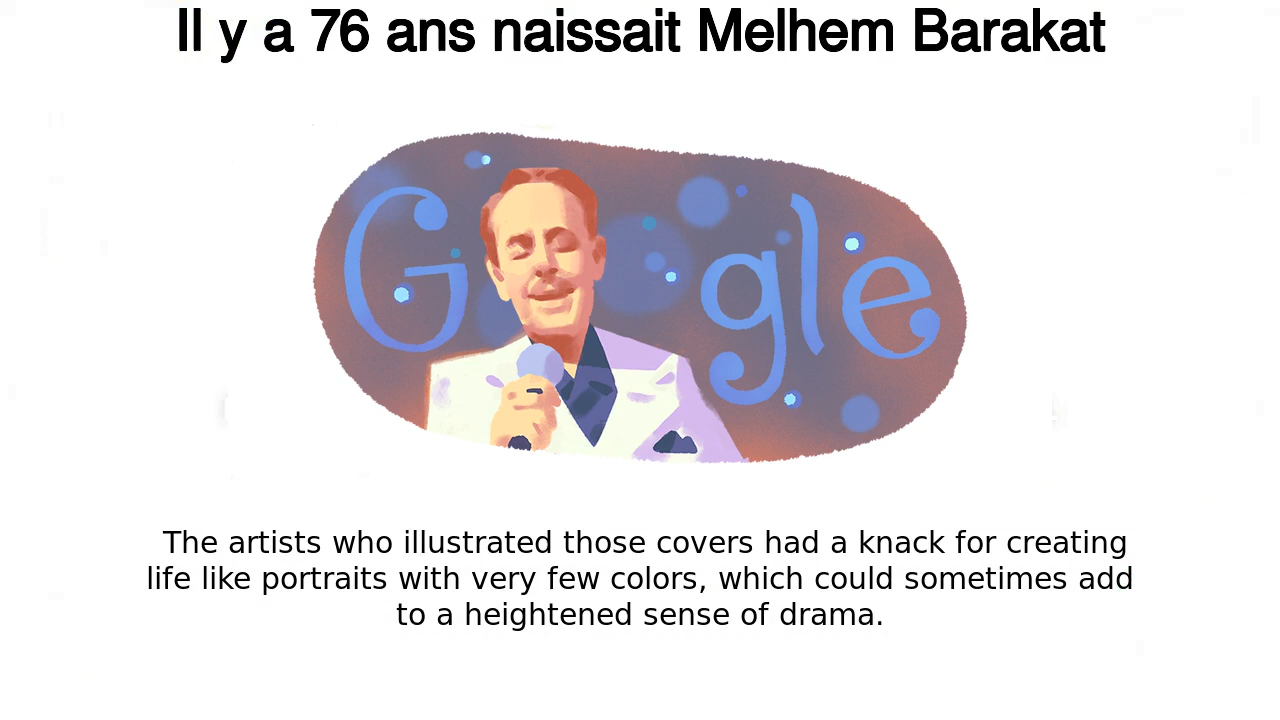 Il y a 76 ans naissait Melhem Barakat
G gle
The artists who illustrated those covers had a knack for creating
life like portraits with very few colors, which could sometimes add
to a heightened sense of drama.